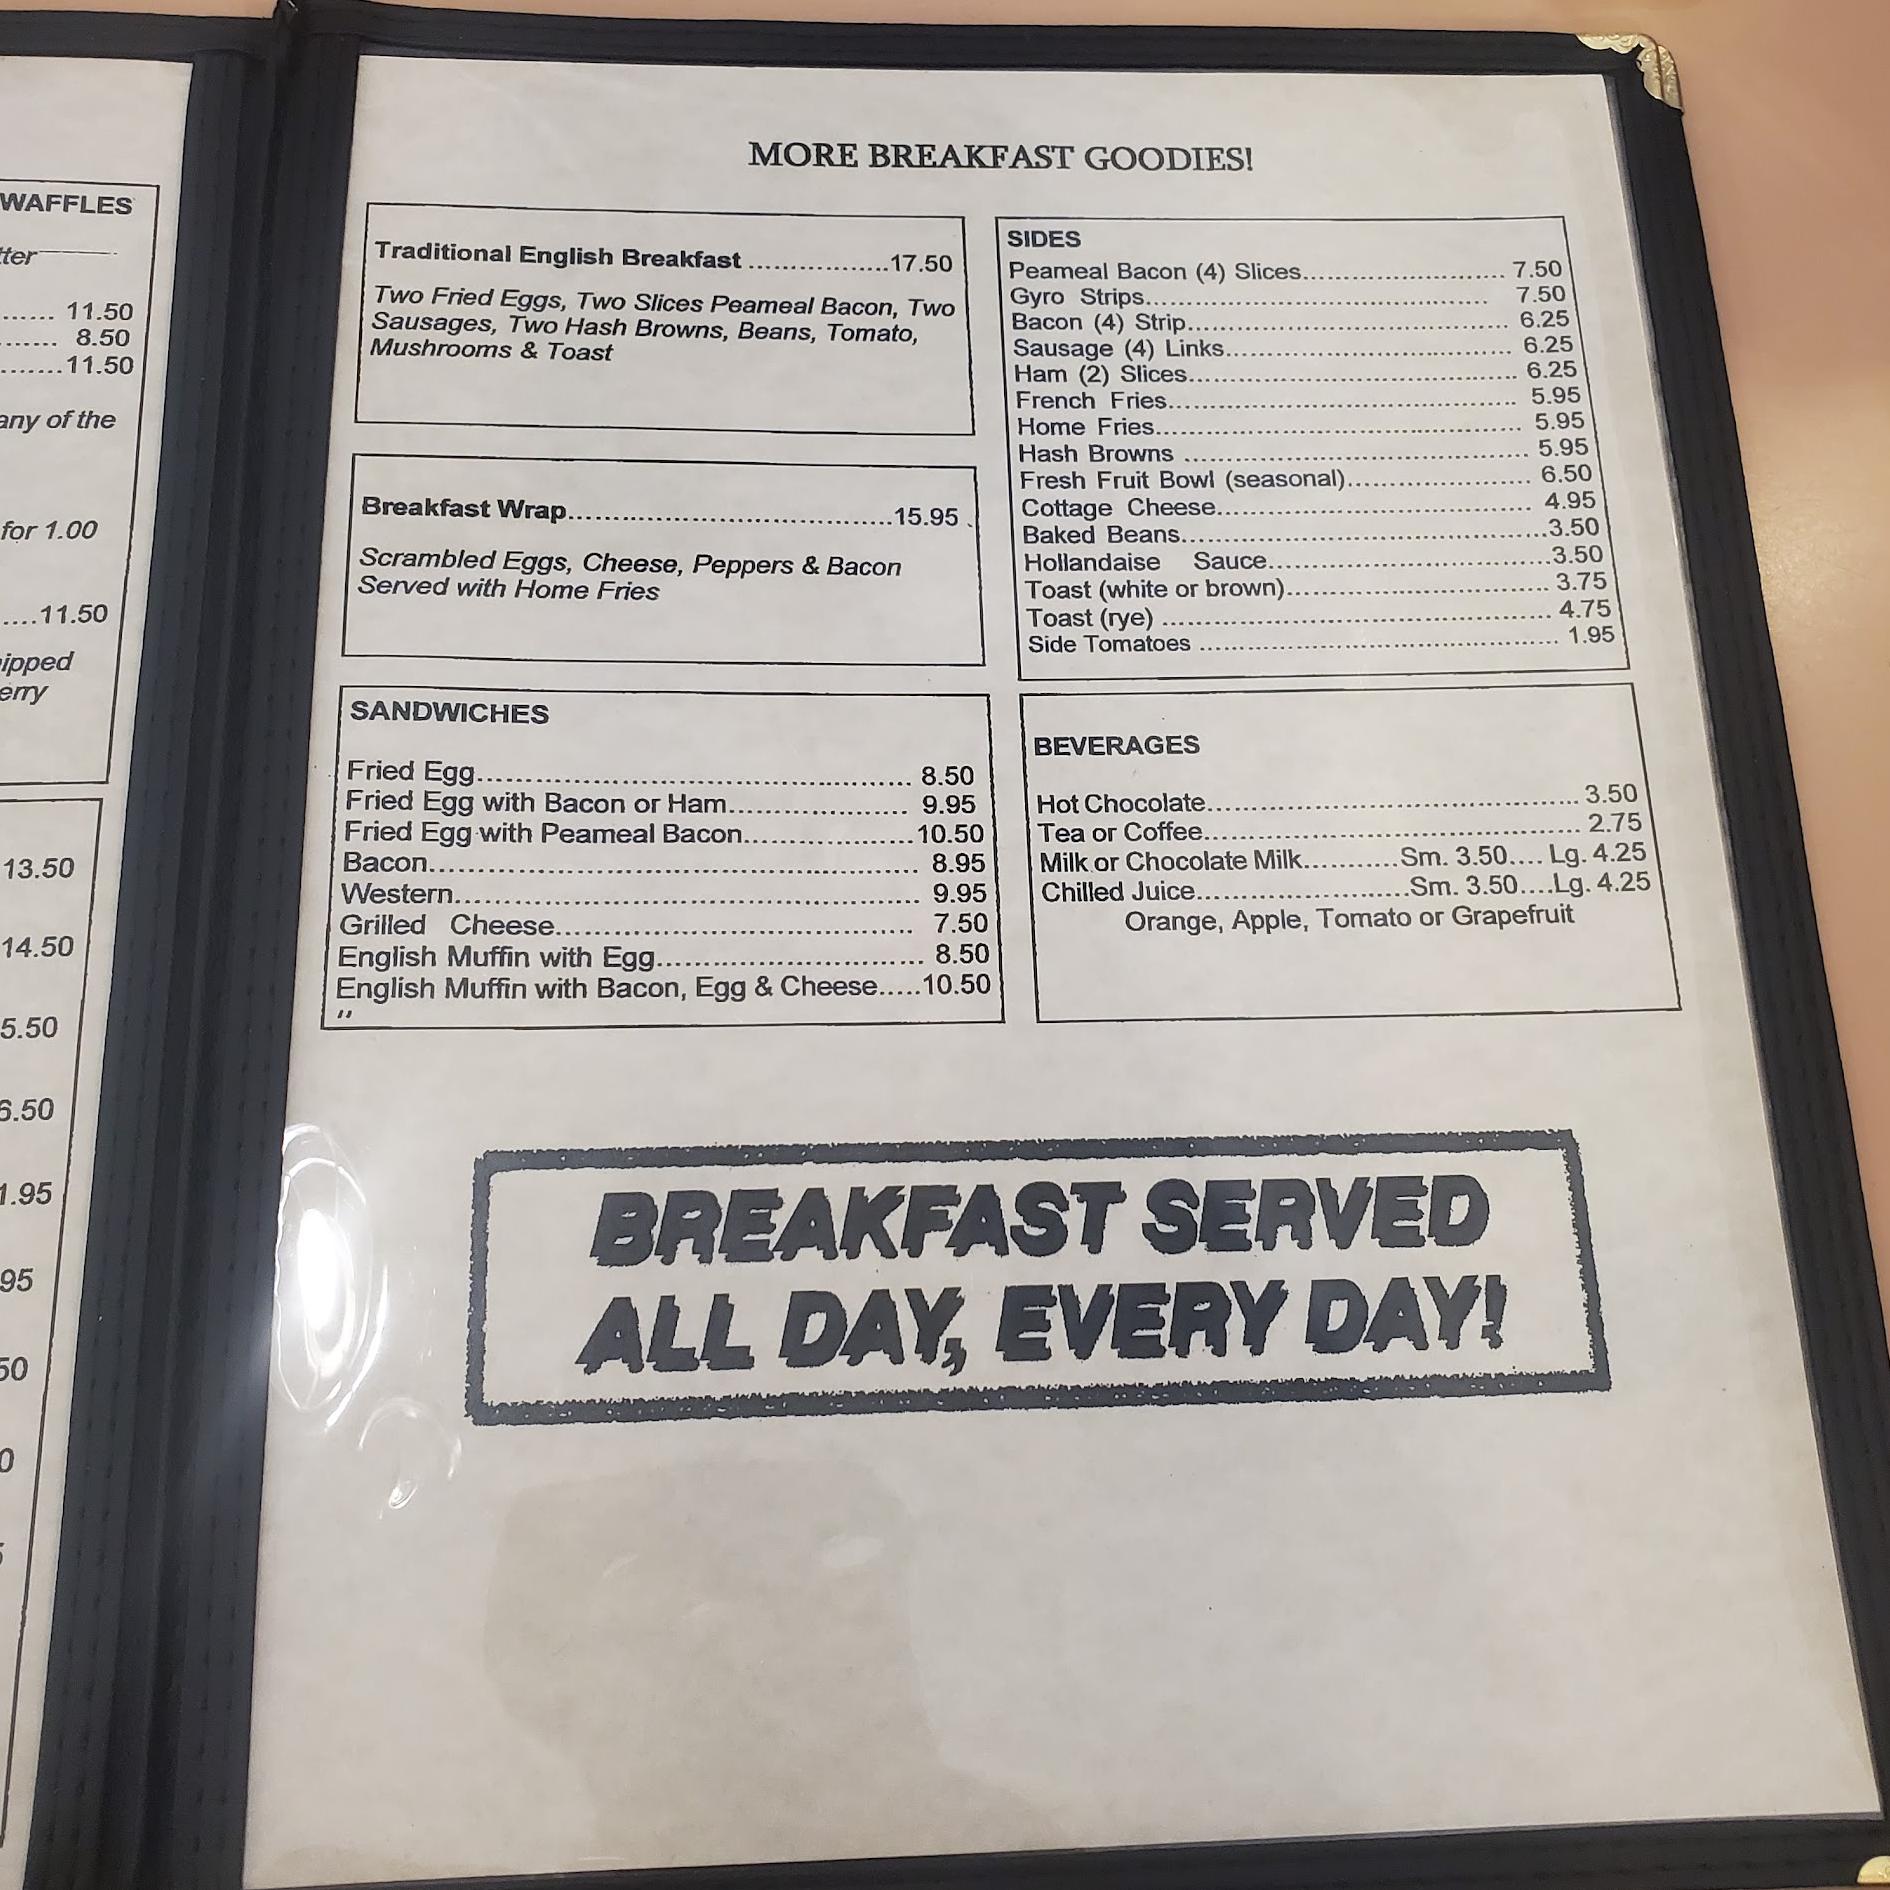 WAFFLES
11.50
8.50
11.50
any of the
for 1.00
11.50
13.50
14.50
MORE BREAKFAST GOODIES!
Traditional English Breakfast .................17.50
Two Fried Eggs, Two Slices Peameal Bacon, Two
Sausages, Two Hash Browns, Beans, Tomato,
Mushrooms & Toast
Breakfast Wrap.......................................15.95
Scrambled Eggs, Cheese, Peppers & Bacon
Served with Home Fries
SANDWICHES
Fried Egg.................................................... 8.50
Fried Egg with Bacon or Ham...................... 9.95
Fried Egg with Peameal Bacon....................10.50
Bacon........................................................... 8.95
Western........................................................ 9.95
Grilled Cheese........................................... 7.50
English Muffin with Egg................................ 8.50
English Muffin with Bacon, Egg & Cheese.....10.50
"
SIDES
Peameal Bacon (4) Slices.......................... 7.50
Gyro Strips............................................ 7.50
Bacon (4) Strip......................................... 6.25
Sausage (4) Links..................................... 6.25
Ham (2) Slices.......................................... 6.25
French Fries............................................. 5.95
Home Fries............................................... 5.95
Hash Browns ............................................ 5.95
Fresh Fruit Bowl (seasonal)....................... 6.50
Cottage Cheese........................................ 4.95
Baked Beans..............................................3.50
Hollandaise Sauce....................................3.50
Toast (white or brown)................................ 3.75
Toast (rye) ................................................ 4.75
Side Tomatoes ............................................ 1.95
BEVERAGES
Hot Chocolate............................................. 3.50
Tea or Coffee.............................................. 2.75
Milk or Chocolate Milk...........Sm. 3.50.... Lg. 4.25
Chilled Juice.........................Sm. 3.50....Lg. 4.25
Orange, Apple, Tomato or Grapefruit
BREAKFAST SERVED
ALL DAY, EVERY DAY!